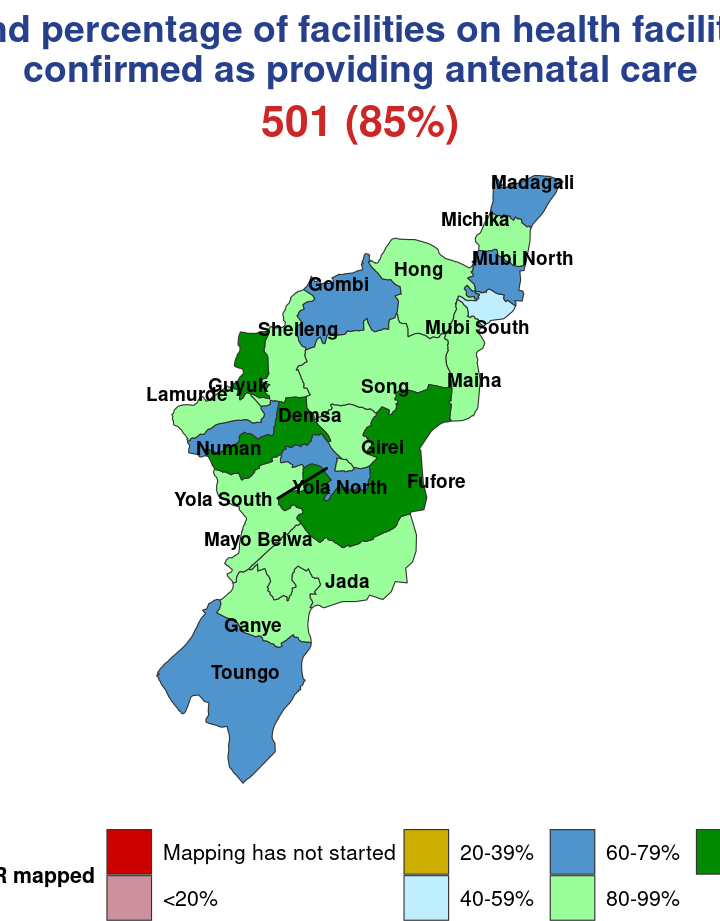 nd percentage of facilities on health facilit
confirmed as providing antenatal care
501 (85%)
Madagali
Michika
Mubi North
Hong
Gombi
Mubi South
Shelleng
Maiha
Guyuk
Song
Lamurde
Demsa
Numan
Girei
Fufore
Yola North
Yola South
Mayo Belwa
Jada
Ganye
Toungo
R mapped
Mapping has not started
20-39%
60-79%
<20%
40-59%
80-99%